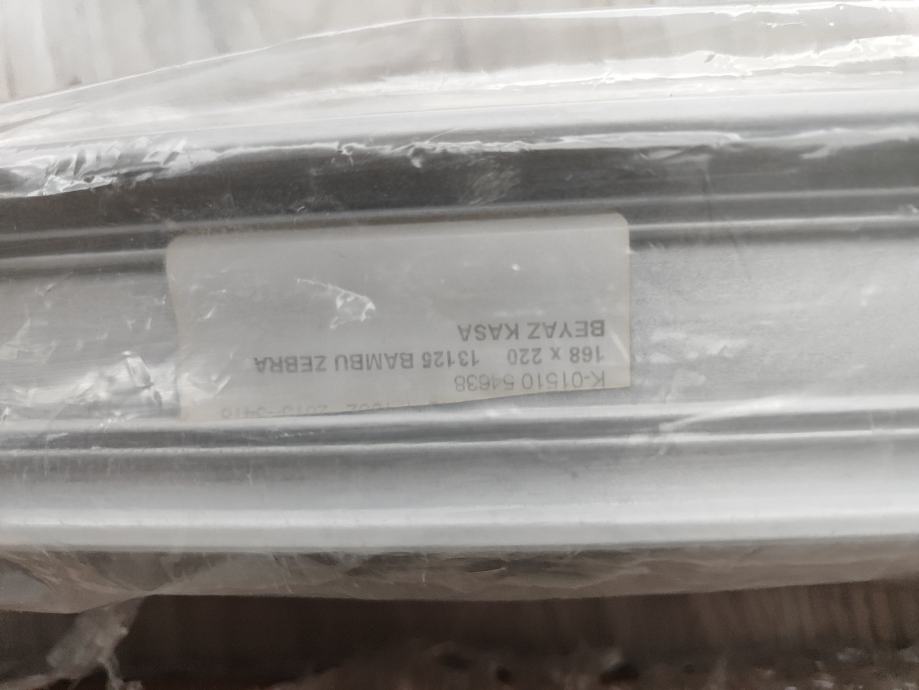 K-01510 54638
168 x 220 13125 BAMBU ZEBRA
BEYAZ KASA